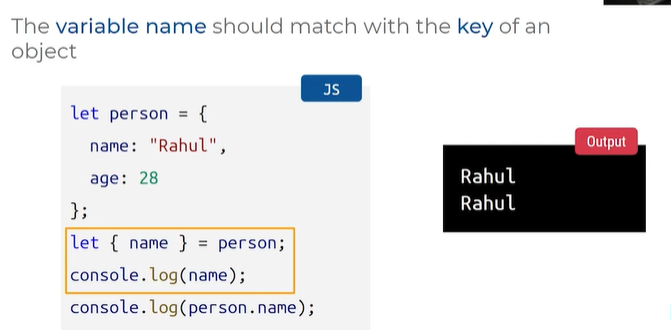 The variable name should match with the key of an
object
JS
let person = {
  name: "Rahul",
  age: 28
};
let { name } = person;
console.log(name);
console.log(person.name);
Output
Rahul
Rahul